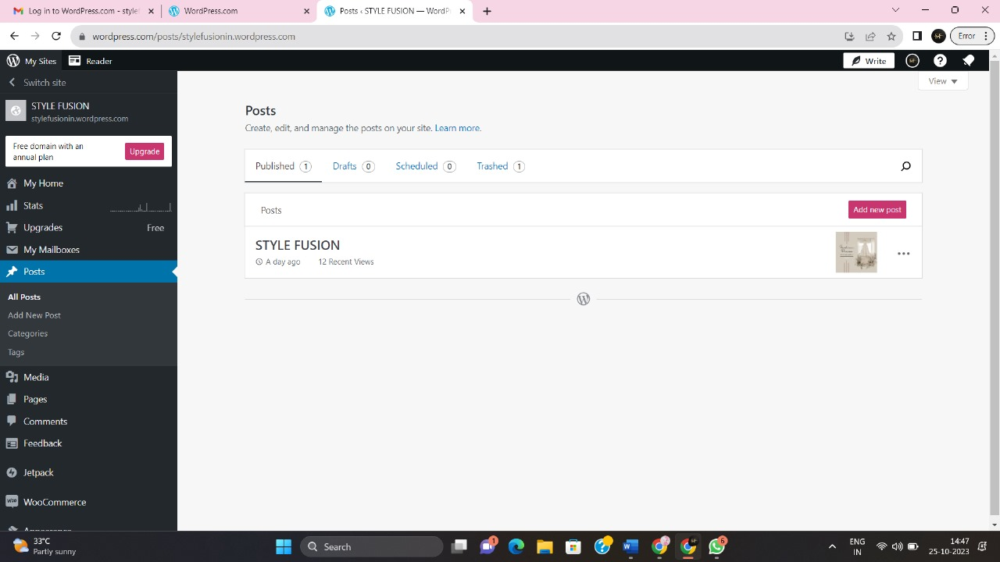 Log in to WordPress.com - style
WordPress.com
Posts ‹ STYLE FUSION — WordP
wordpress.com/posts/stylefusionin.wordpress.com
Error
My Sites
Reader
Write
Switch site
View
STYLE FUSION
stylefusionin.wordpress.com
Free domain with an
annual plan
Upgrade
Posts
Create, edit, and manage the posts on your site. Learn more.
Published 1
Drafts 0
Scheduled 0
Trashed 1
My Home
Stats
Upgrades Free
My Mailboxes
Posts
All Posts
Add New Post
Categories
Tags
Media
Pages
Comments
Feedback
Jetpack
WooCommerce
Posts
Add new post
STYLE FUSION
A day ago 12 Recent Views
33°C
Partly sunny
Search
1
6
ENG
IN
14:47
25-10-2023